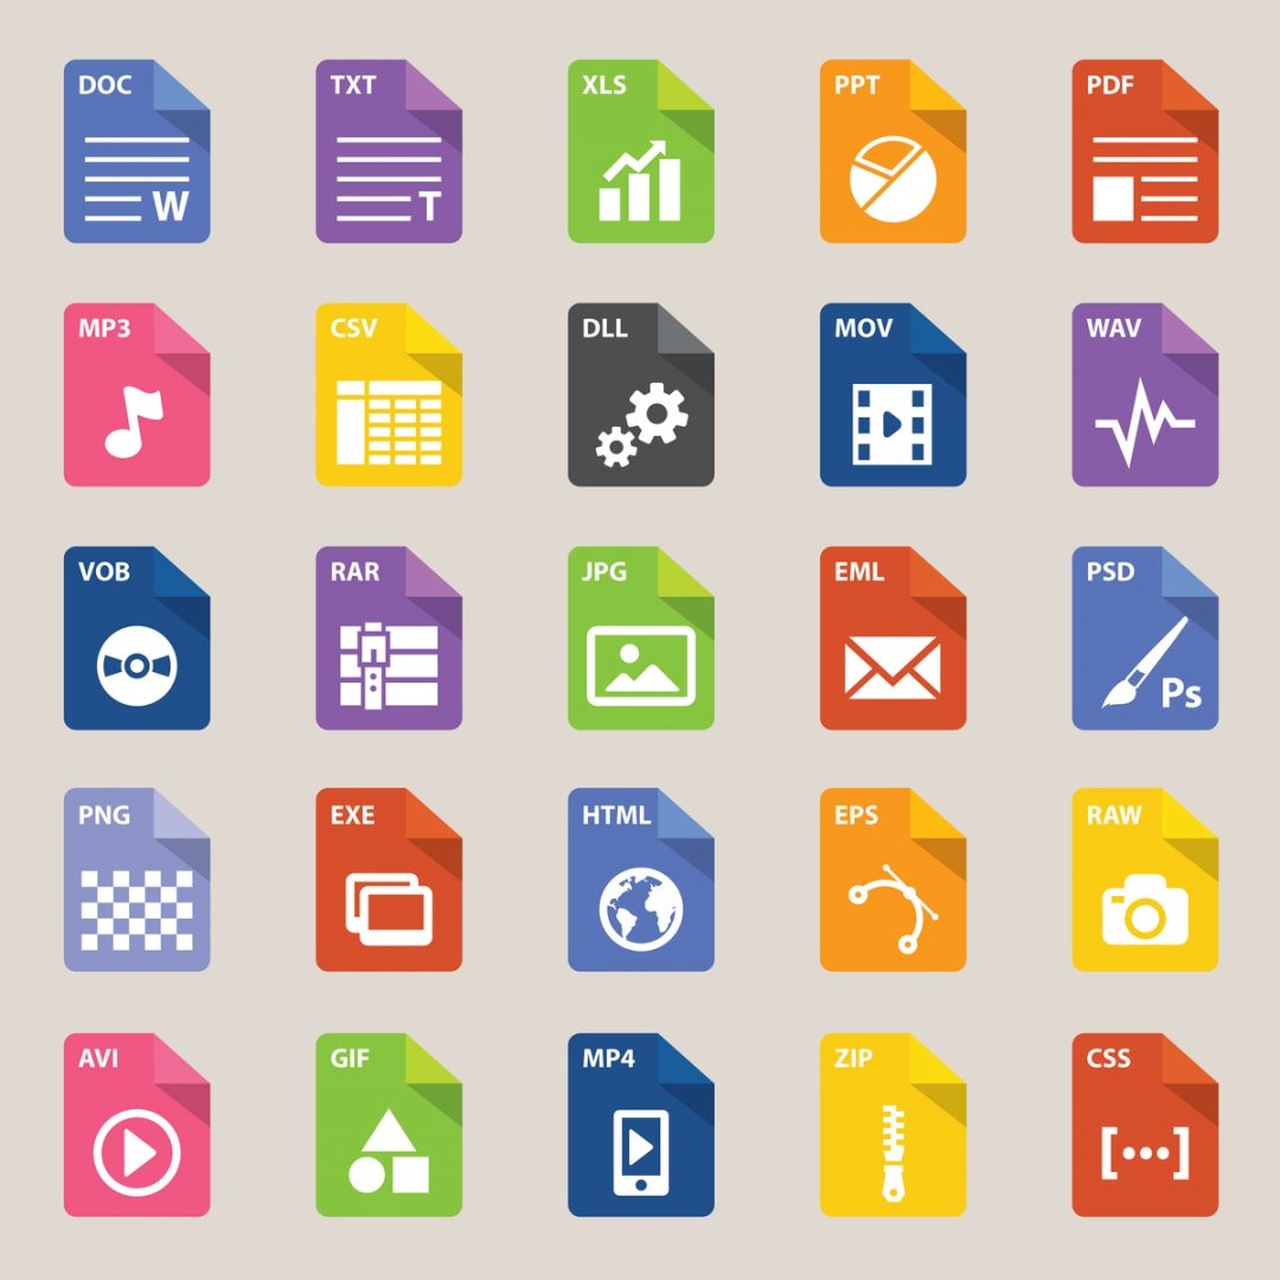 DOC
W
TXT
T
XLS
PPT
PDF
MP3
CSV
DLL
MOV
WAV
VOB
RAR
JPG
EML
PSD
Ps
PNG
EXE
HTML
EPS
RAW
AVI
GIF
MP4
ZIP
CSS
[...]